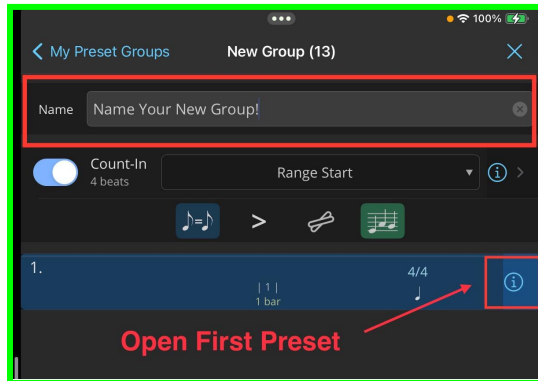 100%
My Preset Groups New Group (13)
Name Name Your New Group!
Count-In Range Start
4 beats
1. 4/4
| 1 |
1 bar
Open First Preset